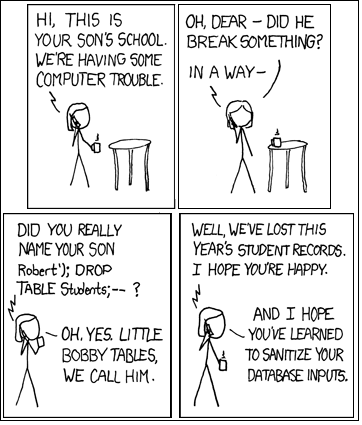 HI, THIS IS
YOUR SON'S SCHOOL.
WE'RE HAVING SOME
COMPUTER TROUBLE.
OH, DEAR – DID HE
BREAK SOMETHING?
IN A WAY–
DID YOU REALLY
NAME YOUR SON
Robert'); DROP
TABLE Students;-- ?
OH, YES. LITTLE
BOBBY TABLES,
WE CALL HIM.
WELL, WE'VE LOST THIS
YEAR'S STUDENT RECORDS.
I HOPE YOU'RE HAPPY.
AND I HOPE
YOU'VE LEARNED
TO SANITIZE YOUR
DATABASE INPUTS.